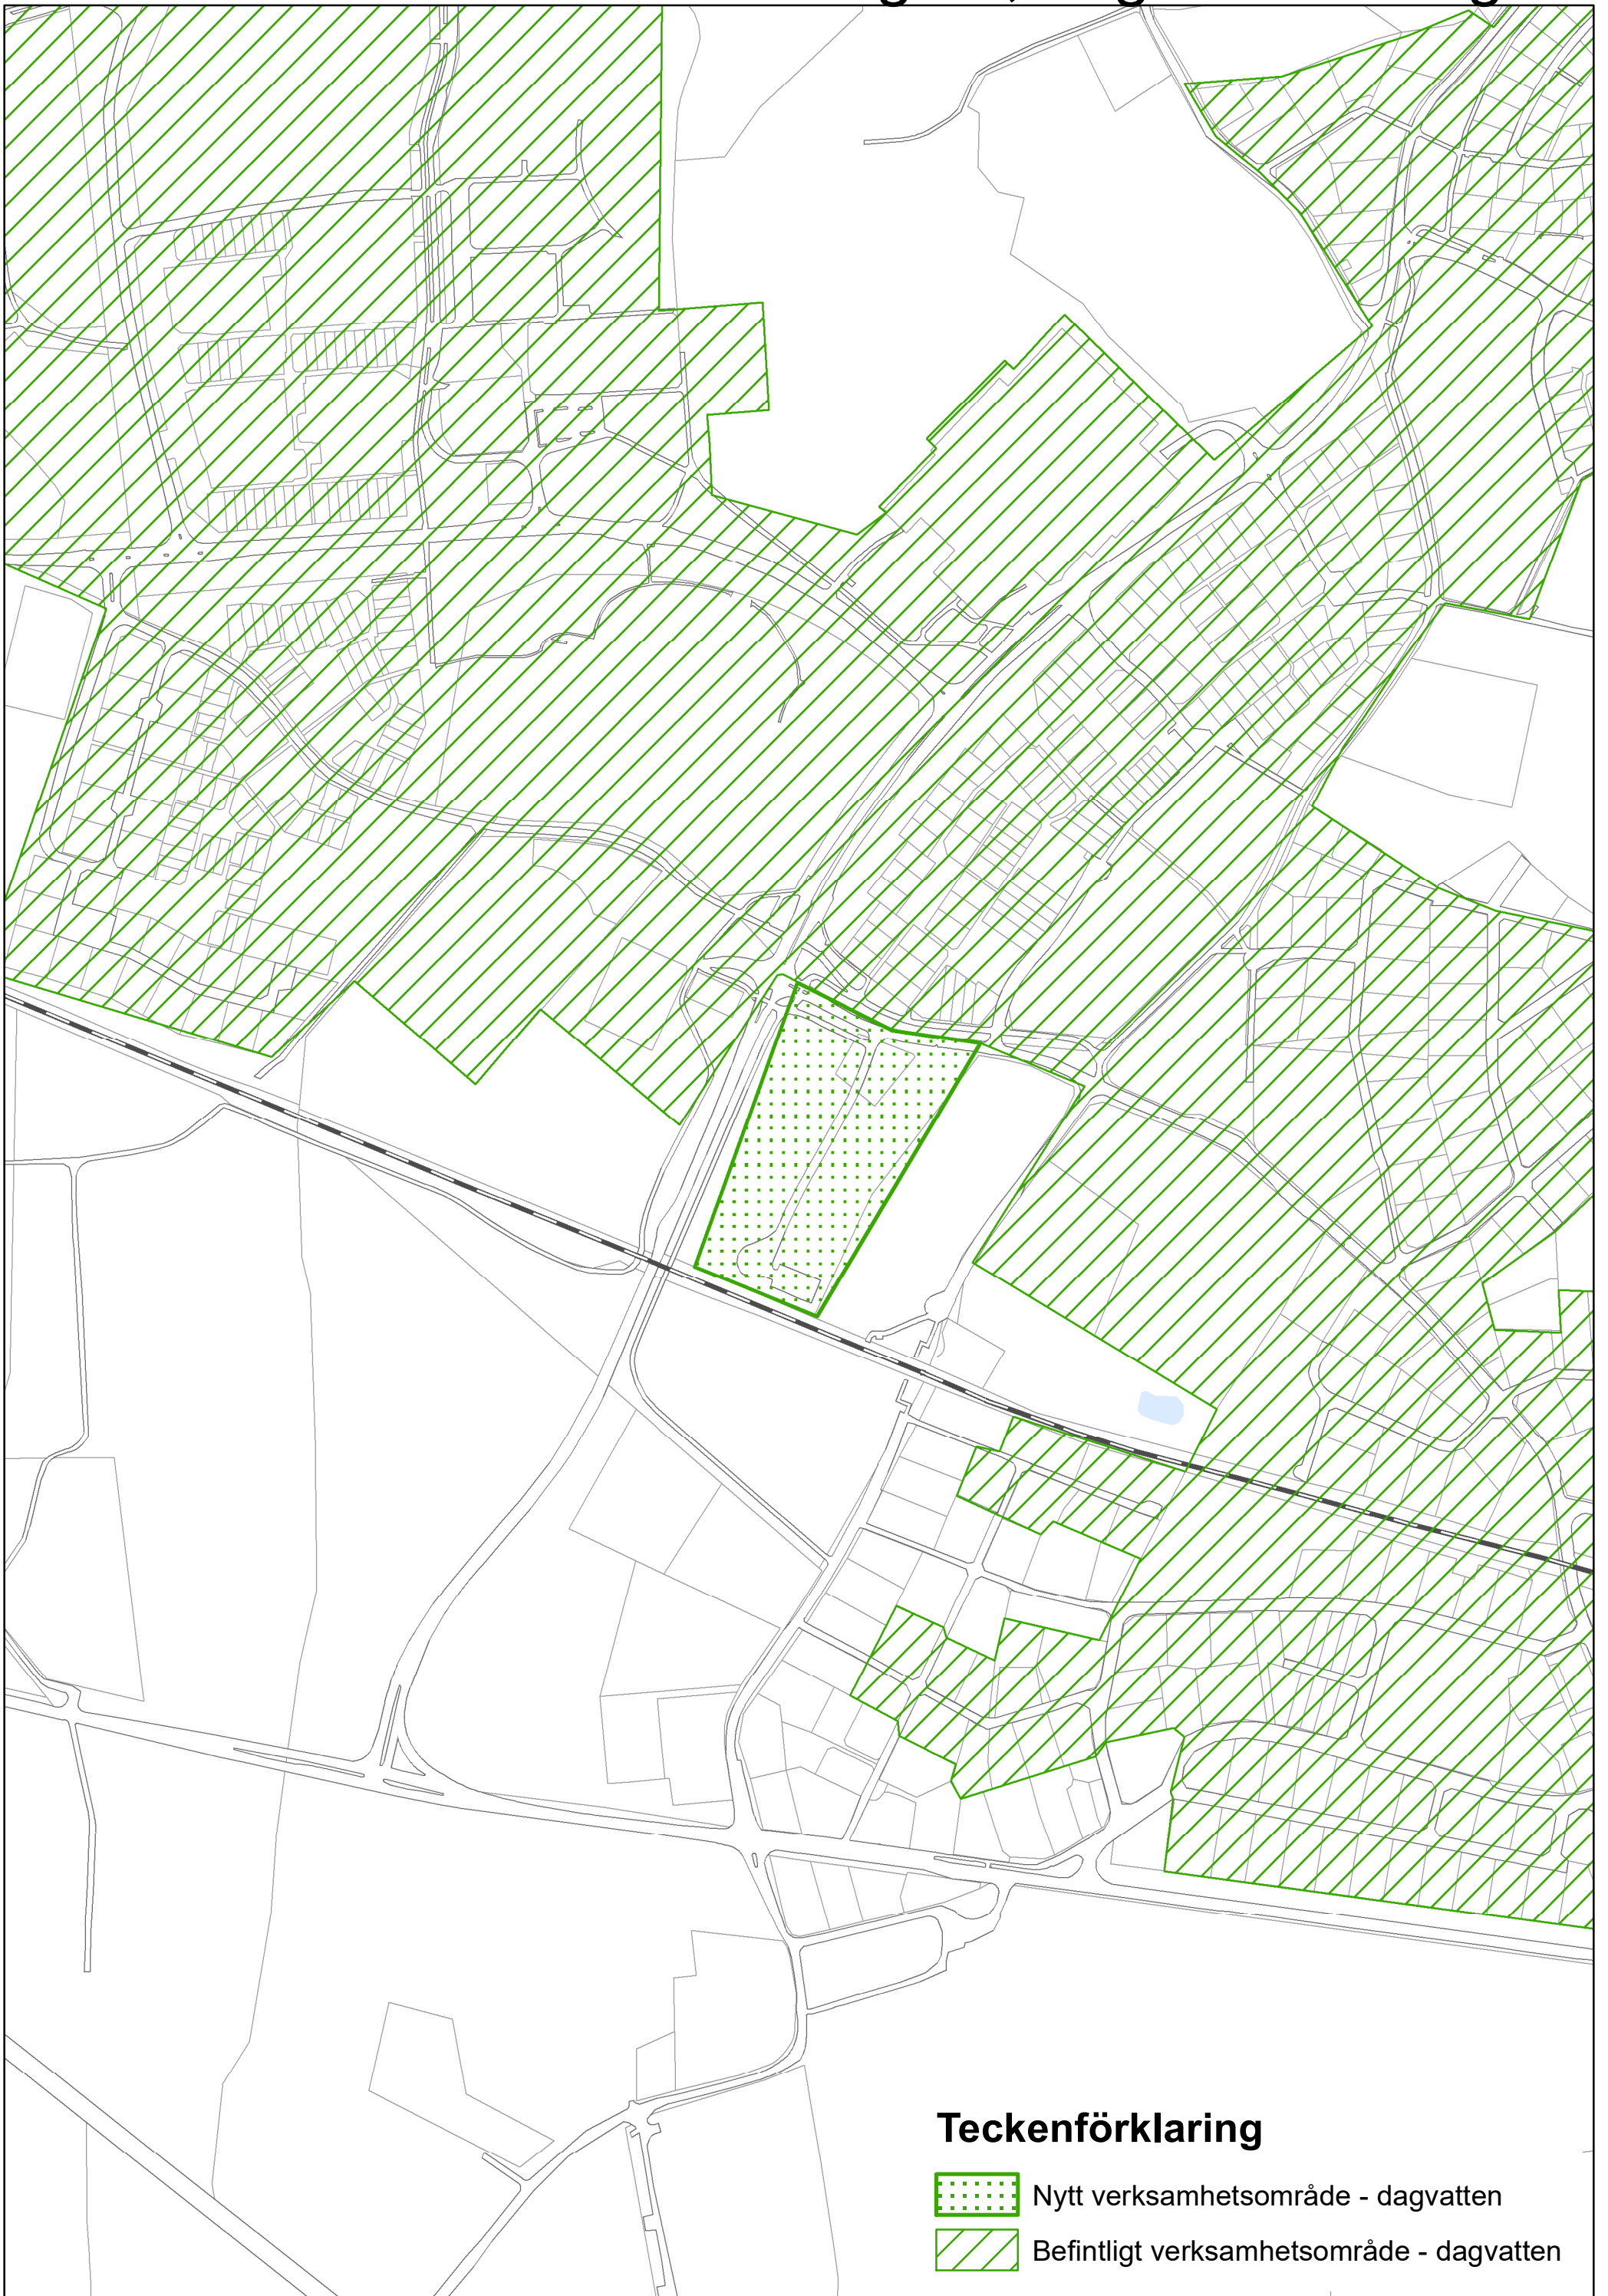 Teckenförklaring
Nytt verksamhetsområde - dagvatten
Befintligt verksamhetsområde - dagvatten